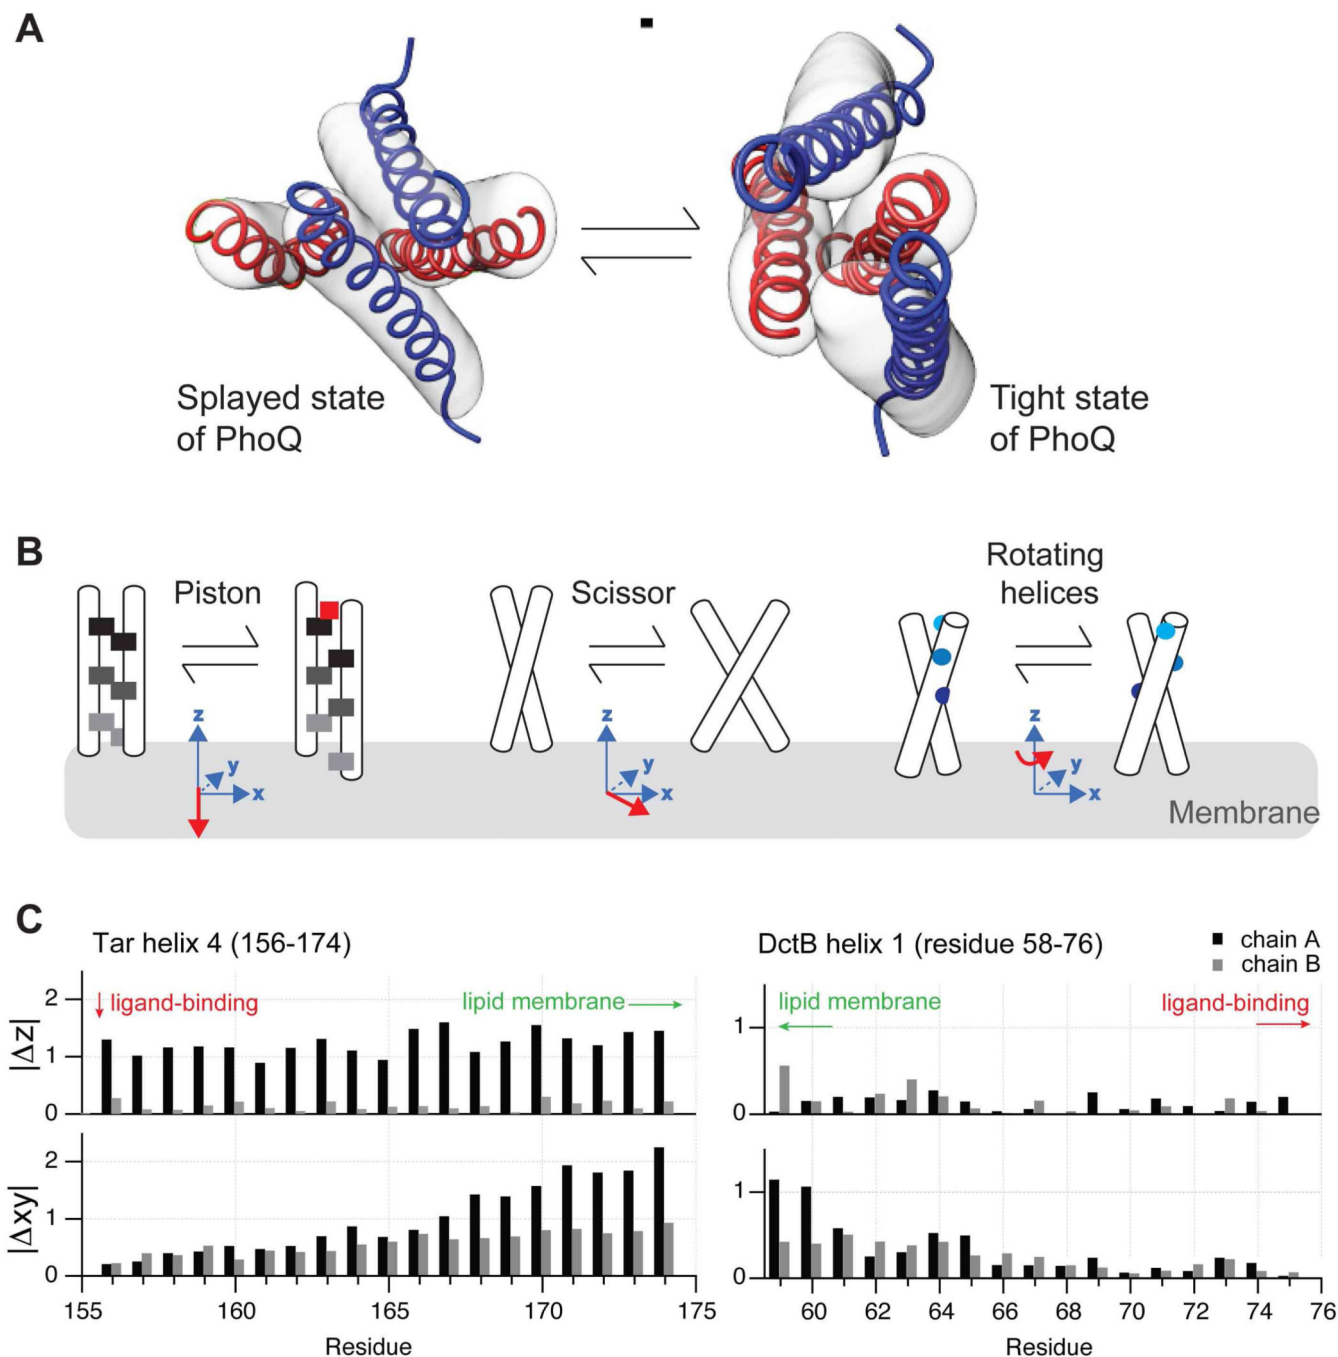 A
Splayed state
of PhoQ
Tight state
of PhoQ
B
Piston
Scissor
Rotating
helices
z
y
x
z
y
x
z
y
x
Membrane
C
Tar helix 4 (156-174)
DctB helix 1 (residue 58-76)
chain A
chain B
|Δz|
2
1
0
ligand-binding
lipid membrane
1
0
lipid membrane
ligand-binding
|Δxy|
2
1
0
1
0
155 160 165 170 175
60 62 64 66 68 70 72 74 76
Residue
Residue